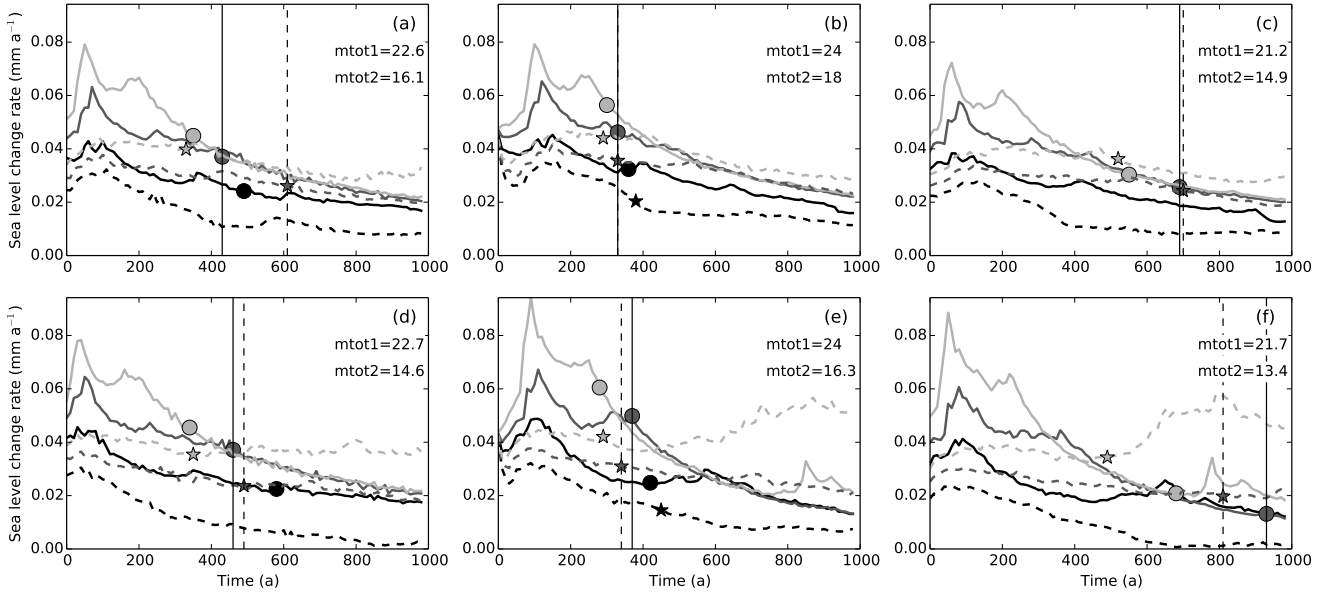 (a)
mtot1=22.6
mtot2=16.1
0.08
0.06
0.04
0.02
0.00
Sea level change rate (mm a⁻¹)
0 200 400 600 800 1000
(b)
mtot1=24
mtot2=18
0.08
0.06
0.04
0.02
0.00
0 200 400 600 800 1000
(c)
mtot1=21.2
mtot2=14.9
0.08
0.06
0.04
0.02
0.00
0 200 400 600 800 1000
(d)
mtot1=22.7
mtot2=14.6
0.08
0.06
0.04
0.02
0.00
Sea level change rate (mm a⁻¹)
0 200 400 600 800 1000
Time (a)
(e)
mtot1=24
mtot2=16.3
0.08
0.06
0.04
0.02
0.00
0 200 400 600 800 1000
Time (a)
(f)
mtot1=21.7
mtot2=13.4
0.08
0.06
0.04
0.02
0.00
0 200 400 600 800 1000
Time (a)